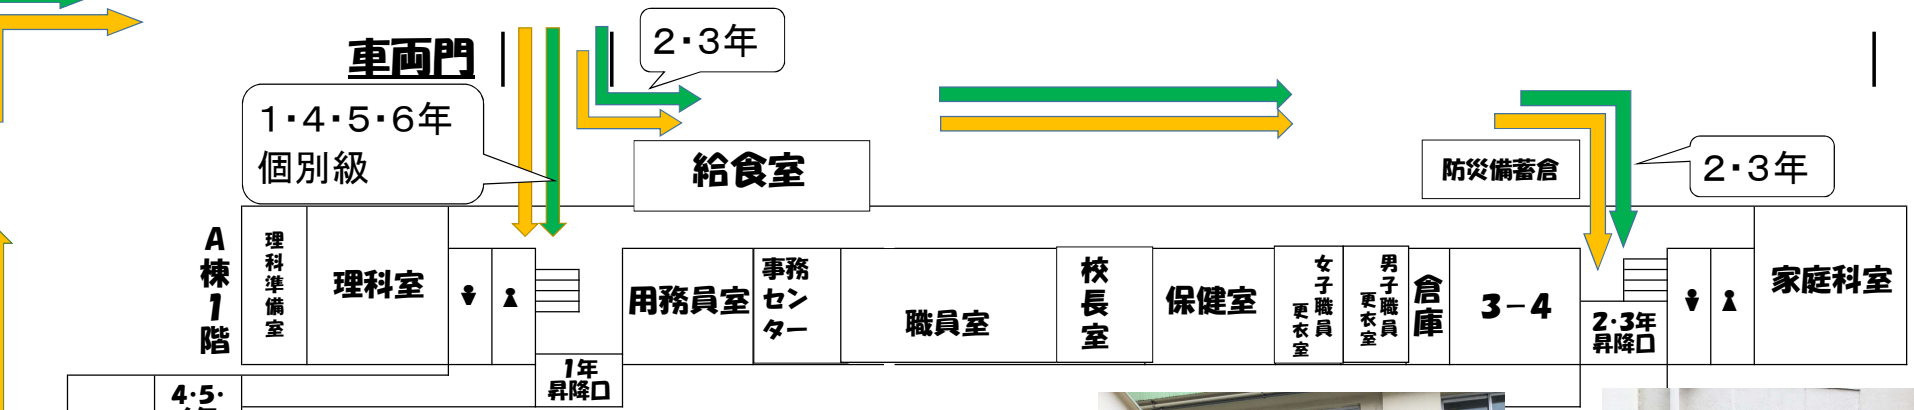 車両門
2・3年
1・4・5・6年
個別級
給食室
防災備蓄倉
2・3年
A棟1階
理科準備室
理科室
用務員室
事務
セン
ター
職員室
校長室
保健室
女子職員
更衣室
男子職員
更衣室
倉庫
3-4
2・3年
昇降口
家庭科室
1年
昇降口
4・5・